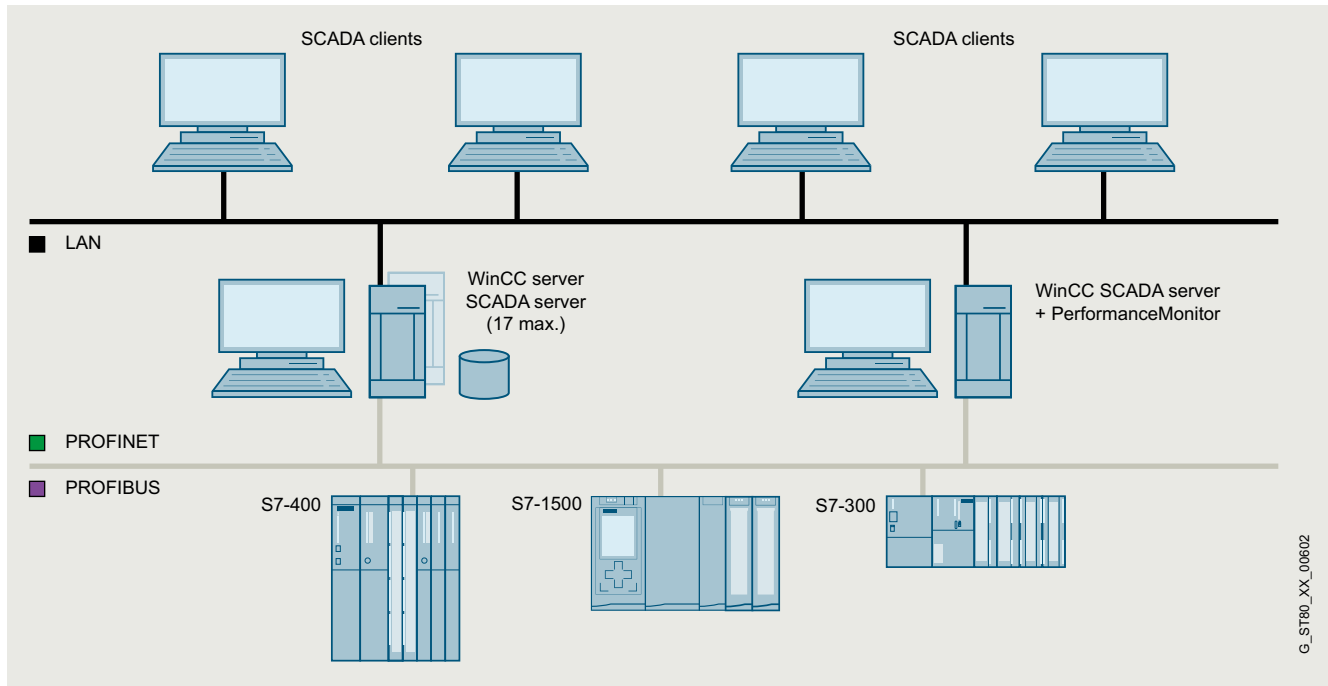 SCADA clients
SCADA clients
LAN
WinCC server
SCADA server
(17 max.)
WinCC SCADA server
+ PerformanceMonitor
PROFINET
PROFIBUS
S7-400
S7-1500
S7-300
G_ST80_XX_00602